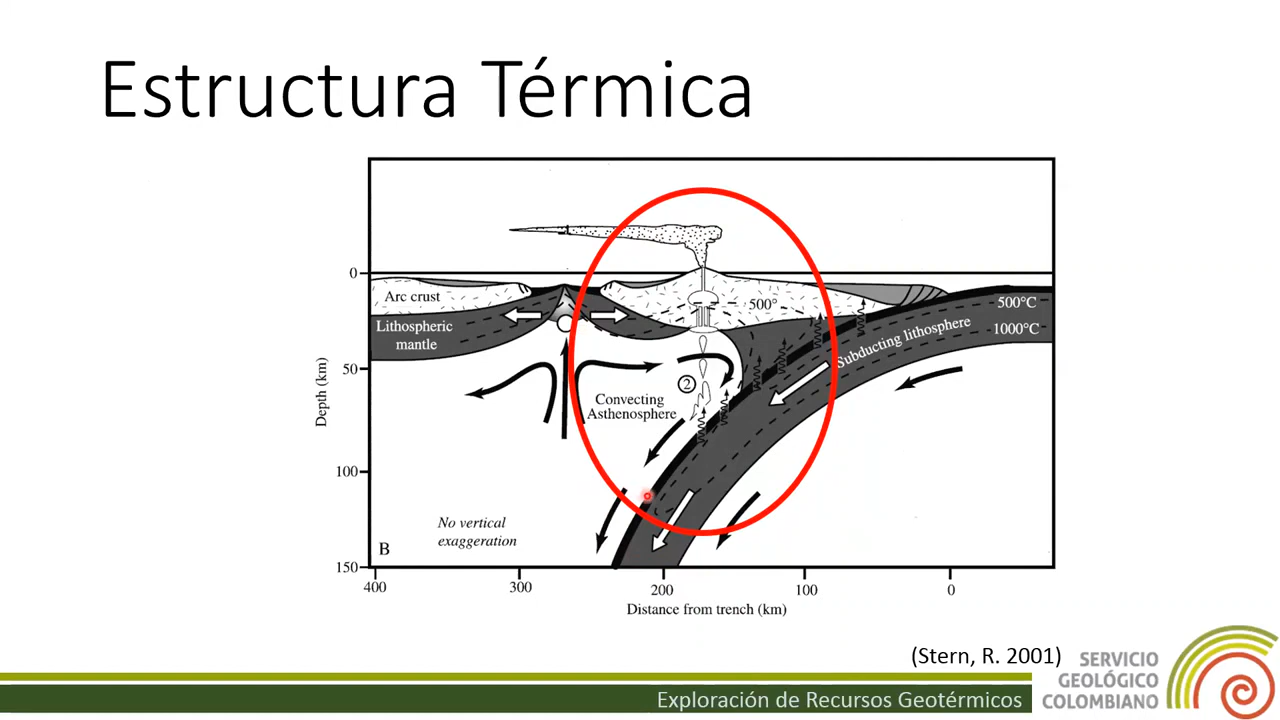 Estructura Térmica
0
50
100
150
Depth (km)
Arc crust
Lithospheric
mantle
500°
500°C
1000°C
Subducting lithosphere
2
Convecting
Asthenosphere
No vertical
exaggeration
B
400
300
200
100
0
Distance from trench (km)
(Stern, R. 2001)
Exploración de Recursos Geotérmicos
SERVICIO
GEOLÓGICO
COLOMBIANO